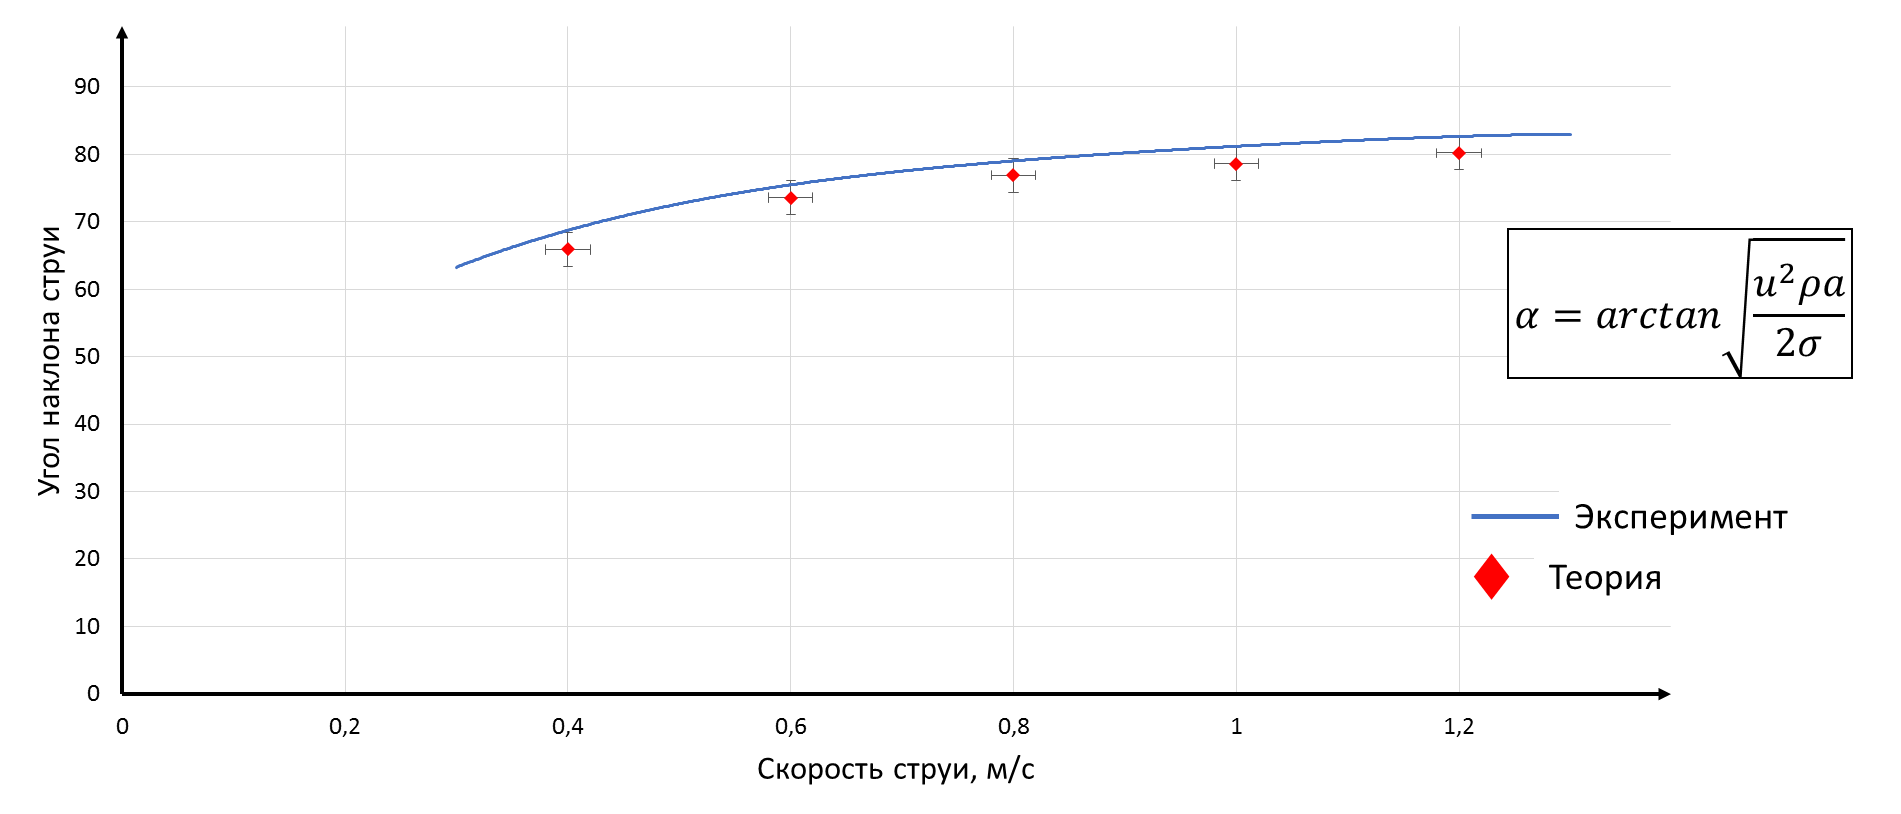 90
80
70
60
50
40
30
20
10
0
Угол наклона струи
0 0,2 0,4 0,6 0,8 1 1,2
Скорость струи, м/с
α = arctan √(u²ρa / 2σ)
Эксперимент
Теория